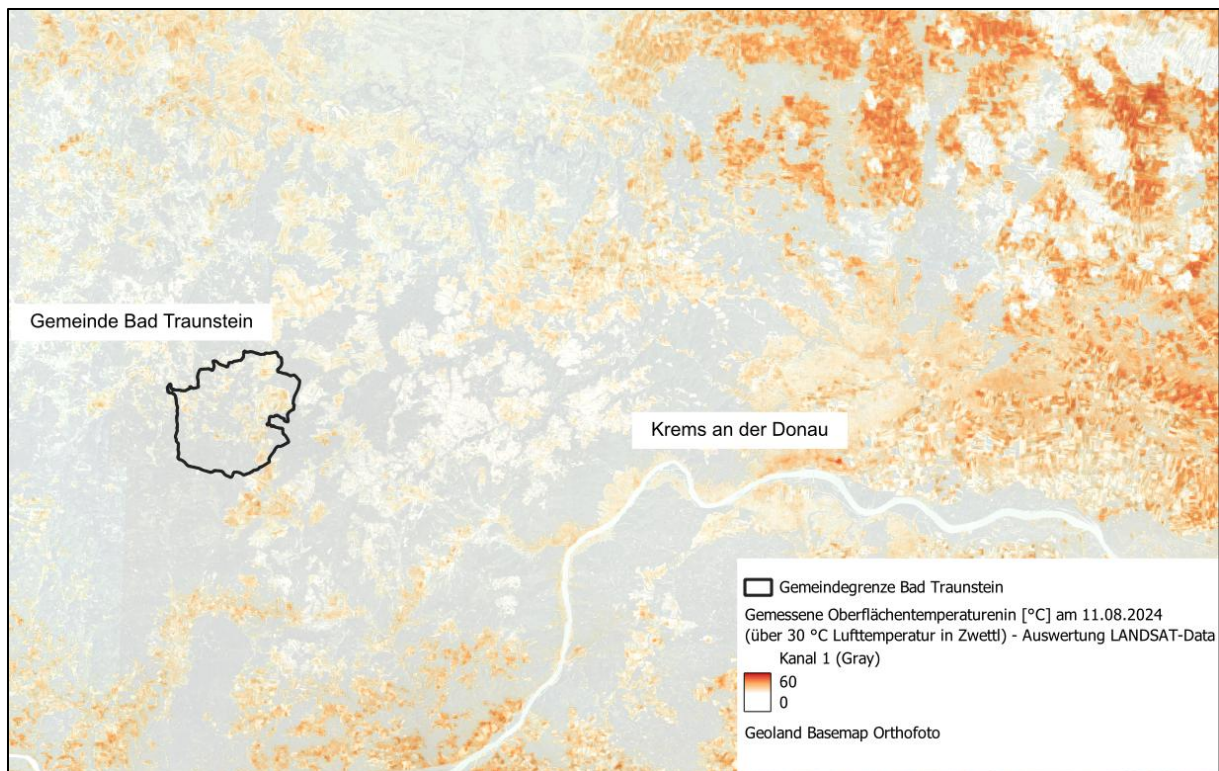 Gemeinde Bad Traunstein
Krems an der Donau
Gemeindegrenze Bad Traunstein
Gemessene Oberflächentemperaturenin [°C] am 11.08.2024
(über 30 °C Lufttemperatur in Zwettl) - Auswertung LANDSAT-Data
Kanal 1 (Gray)
60
0
Geoland Basemap Orthofoto